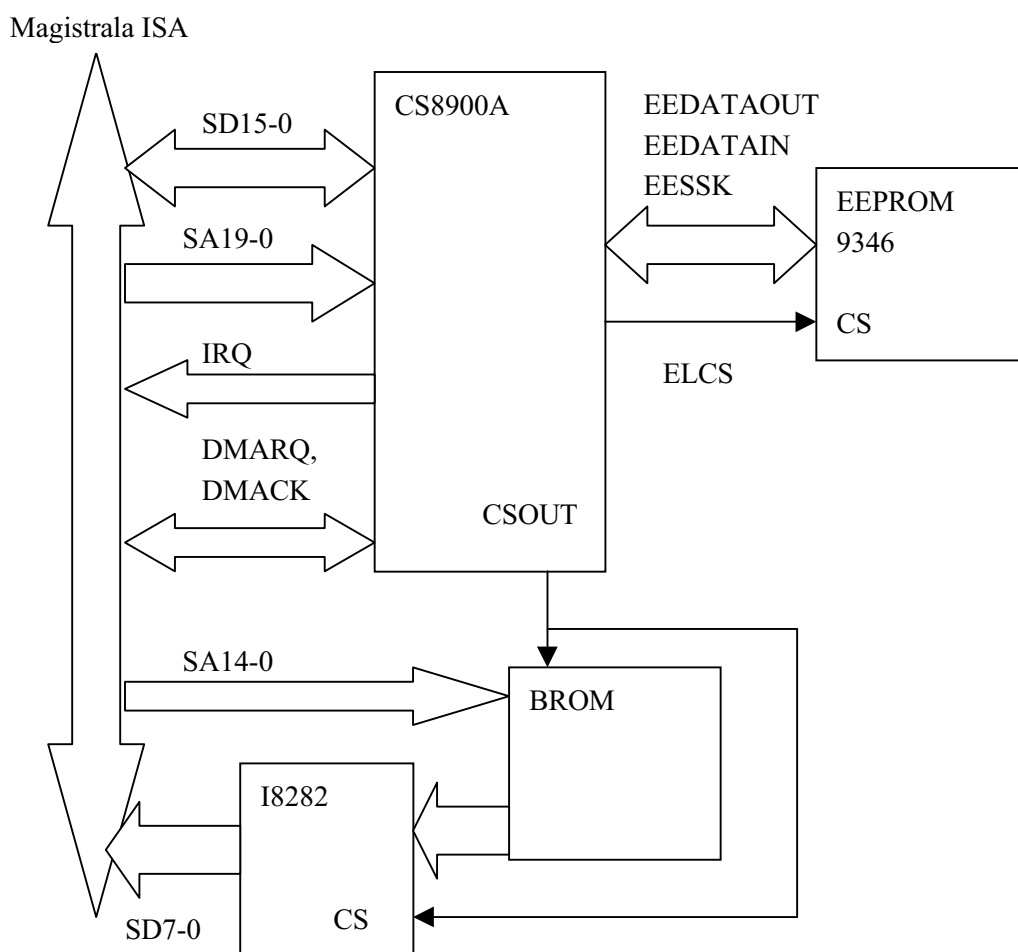 Magistrala ISA
CS8900A
SD15-0
EEDATAOUT
EEDATAIN
EESSK
EEPROM
9346
SA19-0
CS
IRQ
ELCS
DMARQ,
DMACK
CSOUT
SA14-0
BROM
I8282
CS
SD7-0